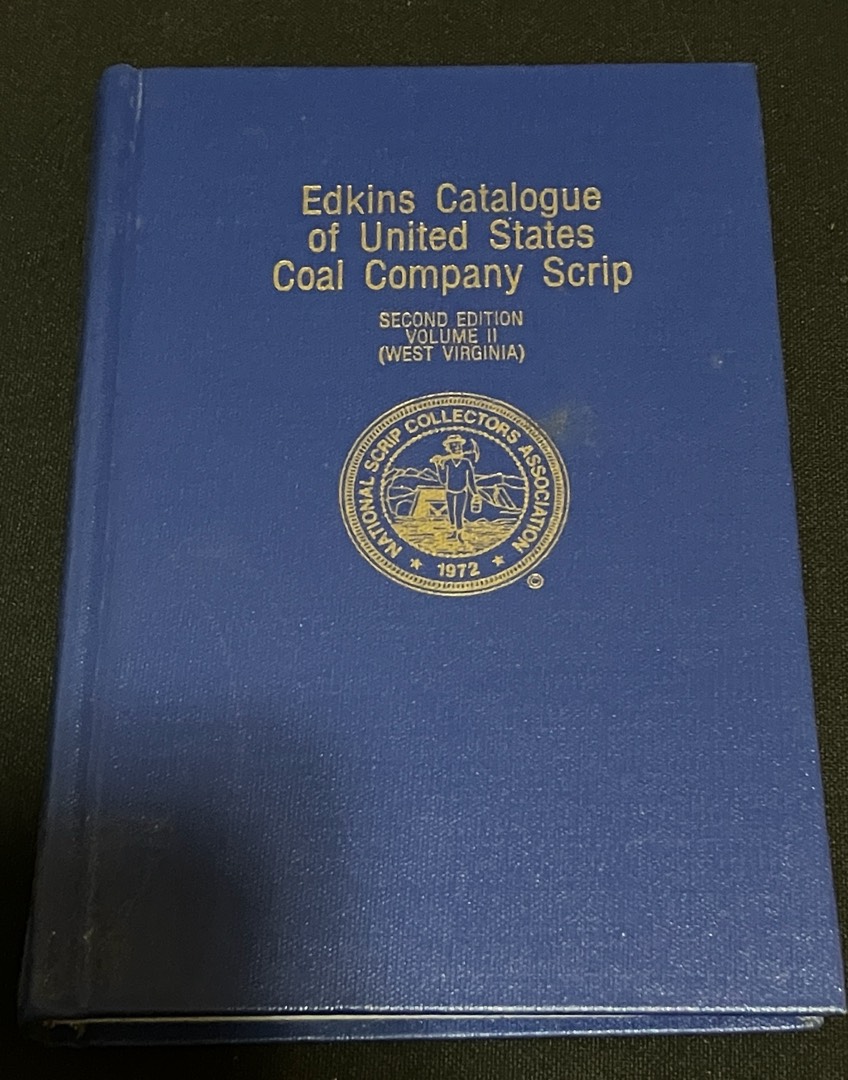 Edkins Catalogue
of United States
Coal Company Scrip
SECOND EDITION
VOLUME II
(WEST VIRGINIA)
NATIONAL SCRIP COLLECTORS ASSOCIATION
★ 1972 ★
©